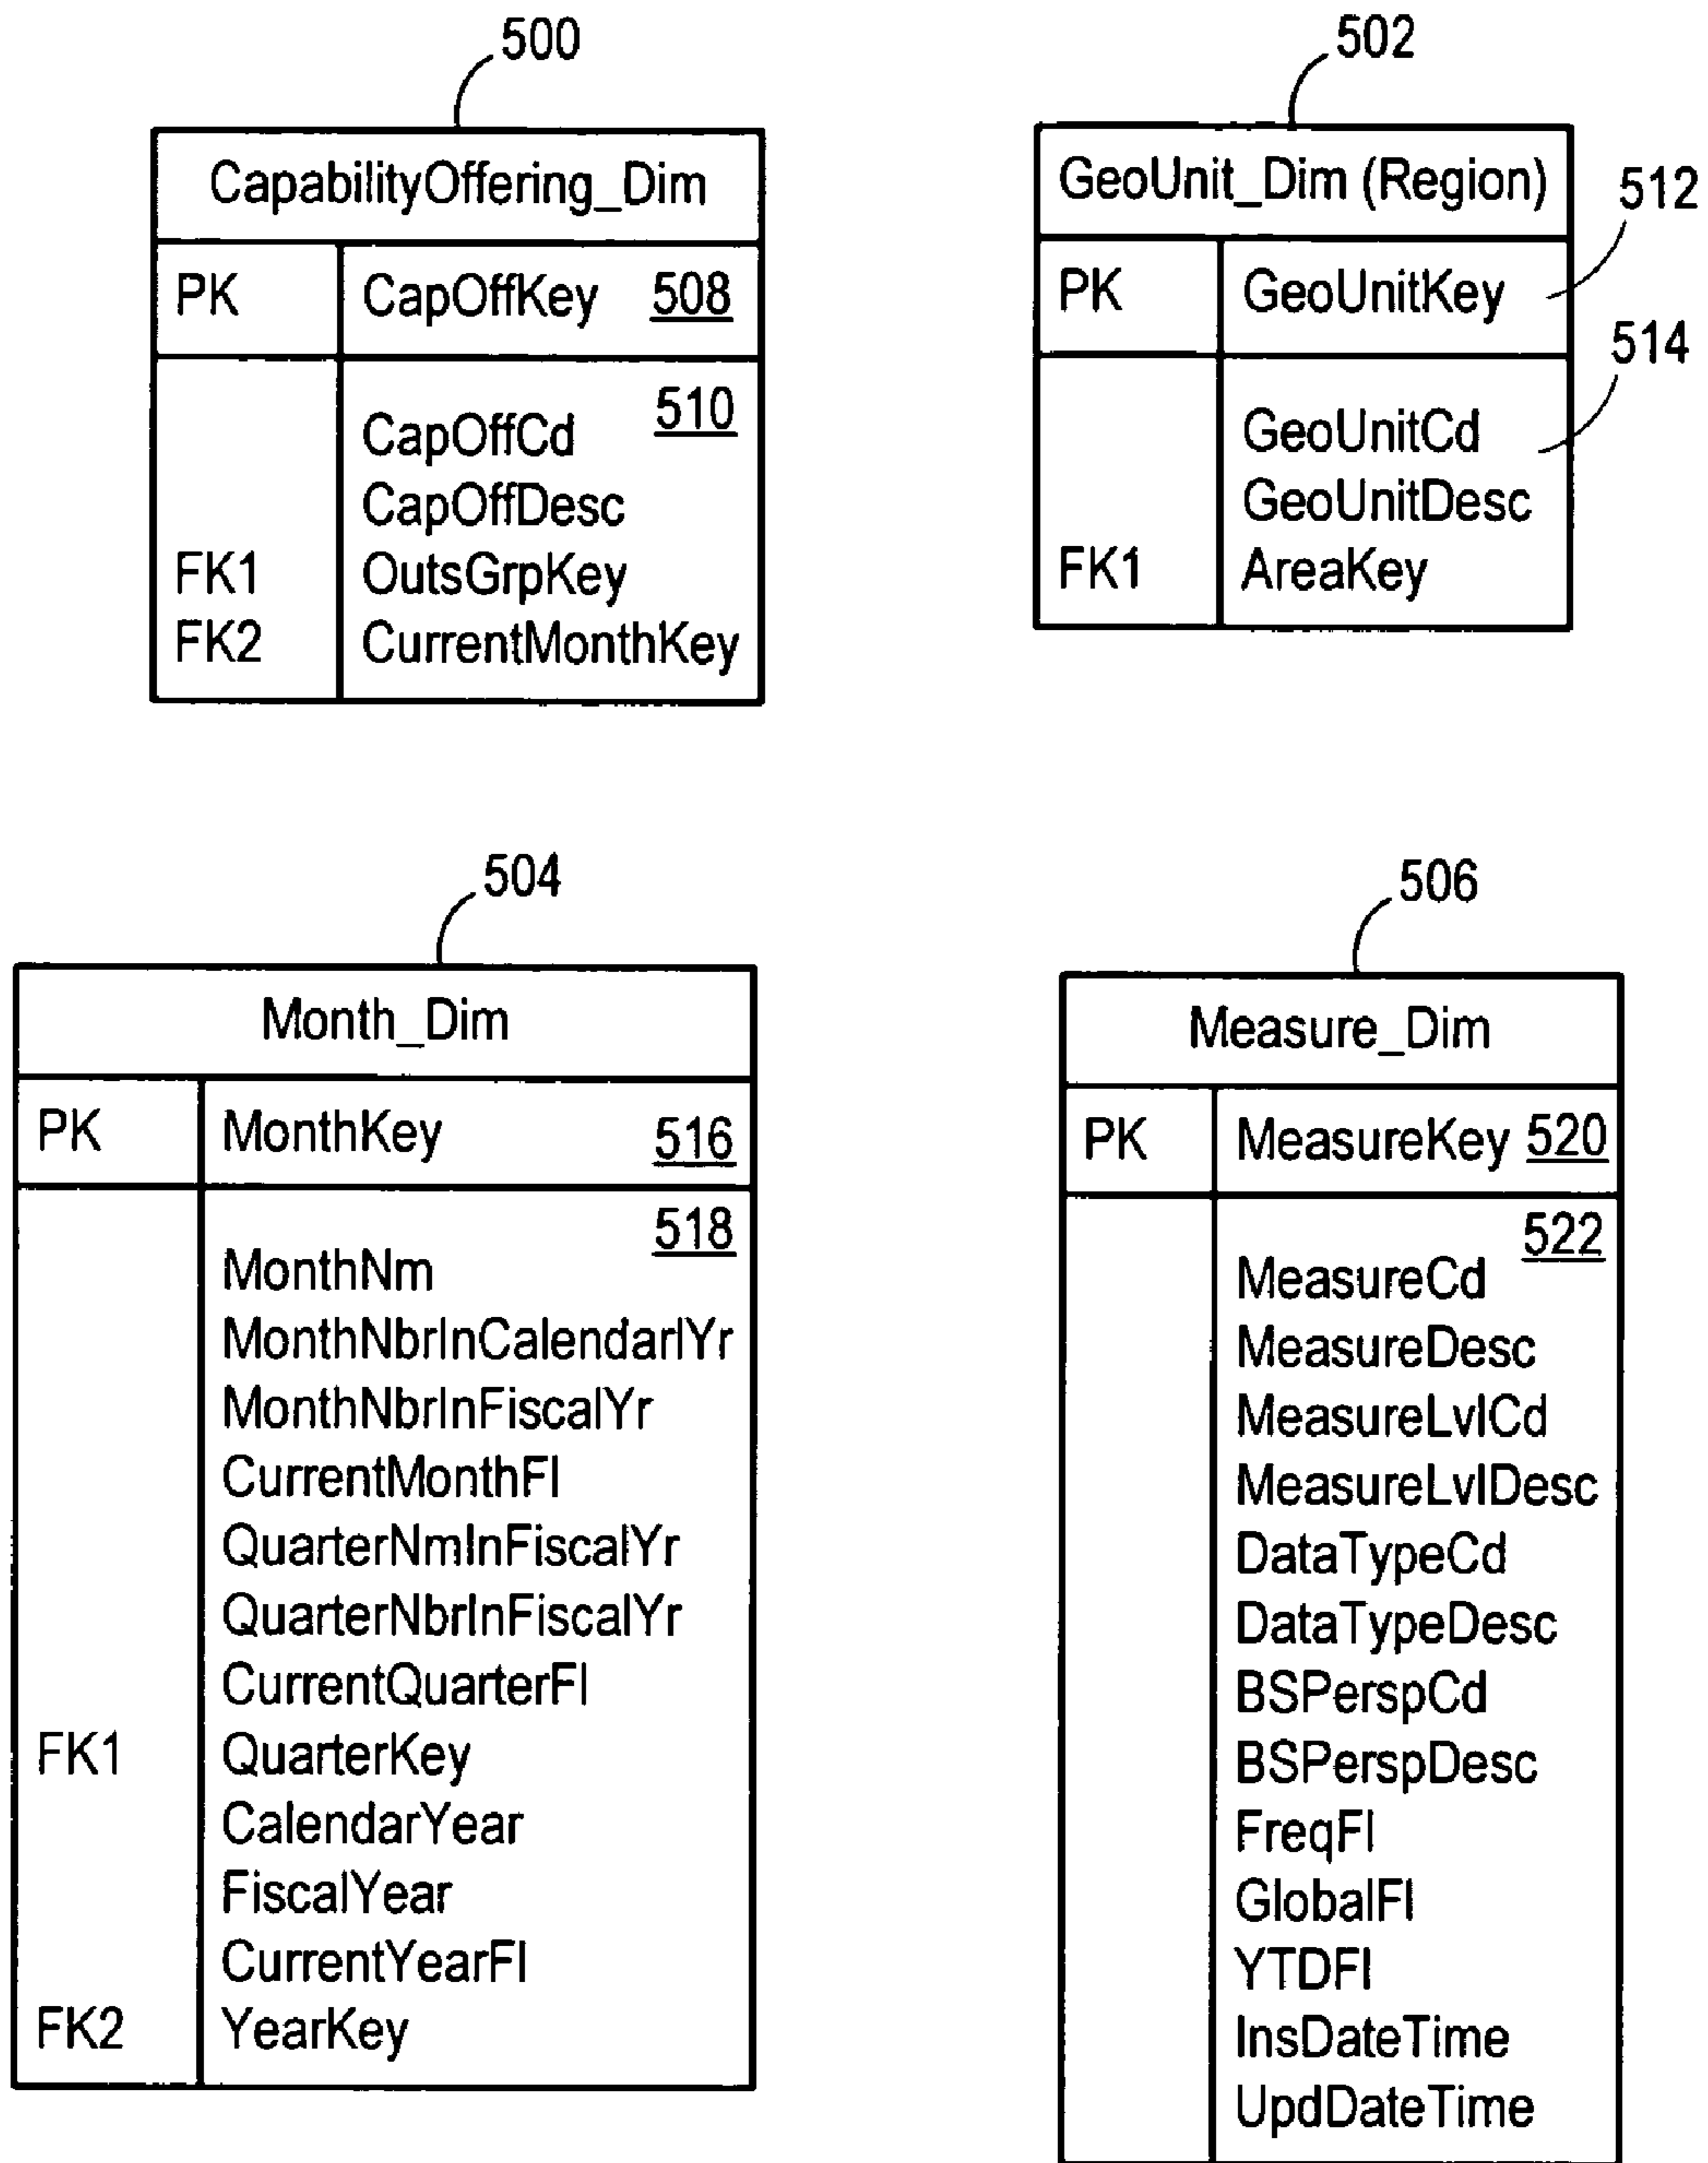 500
CapabilityOffering_Dim
PK CapOffKey 508
510
CapOffCd
CapOffDesc
FK1 OutsGrpKey
FK2 CurrentMonthKey
502
GeoUnit_Dim (Region)
512
PK GeoUnitKey
514
GeoUnitCd
GeoUnitDesc
FK1 AreaKey
504
Month_Dim
PK MonthKey 516
518
MonthNm
MonthNbrInCalendarlYr
MonthNbrInFiscalYr
CurrentMonthFl
QuarterNmInFiscalYr
QuarterNbrInFiscalYr
CurrentQuarterFl
FK1 QuarterKey
CalendarYear
FiscalYear
CurrentYearFl
FK2 YearKey
506
Measure_Dim
PK MeasureKey 520
522
MeasureCd
MeasureDesc
MeasureLvlCd
MeasureLvlDesc
DataTypeCd
DataTypeDesc
BSPerspCd
BSPerspDesc
FreqFl
GlobalFl
YTDFl
InsDateTime
UpdDateTime